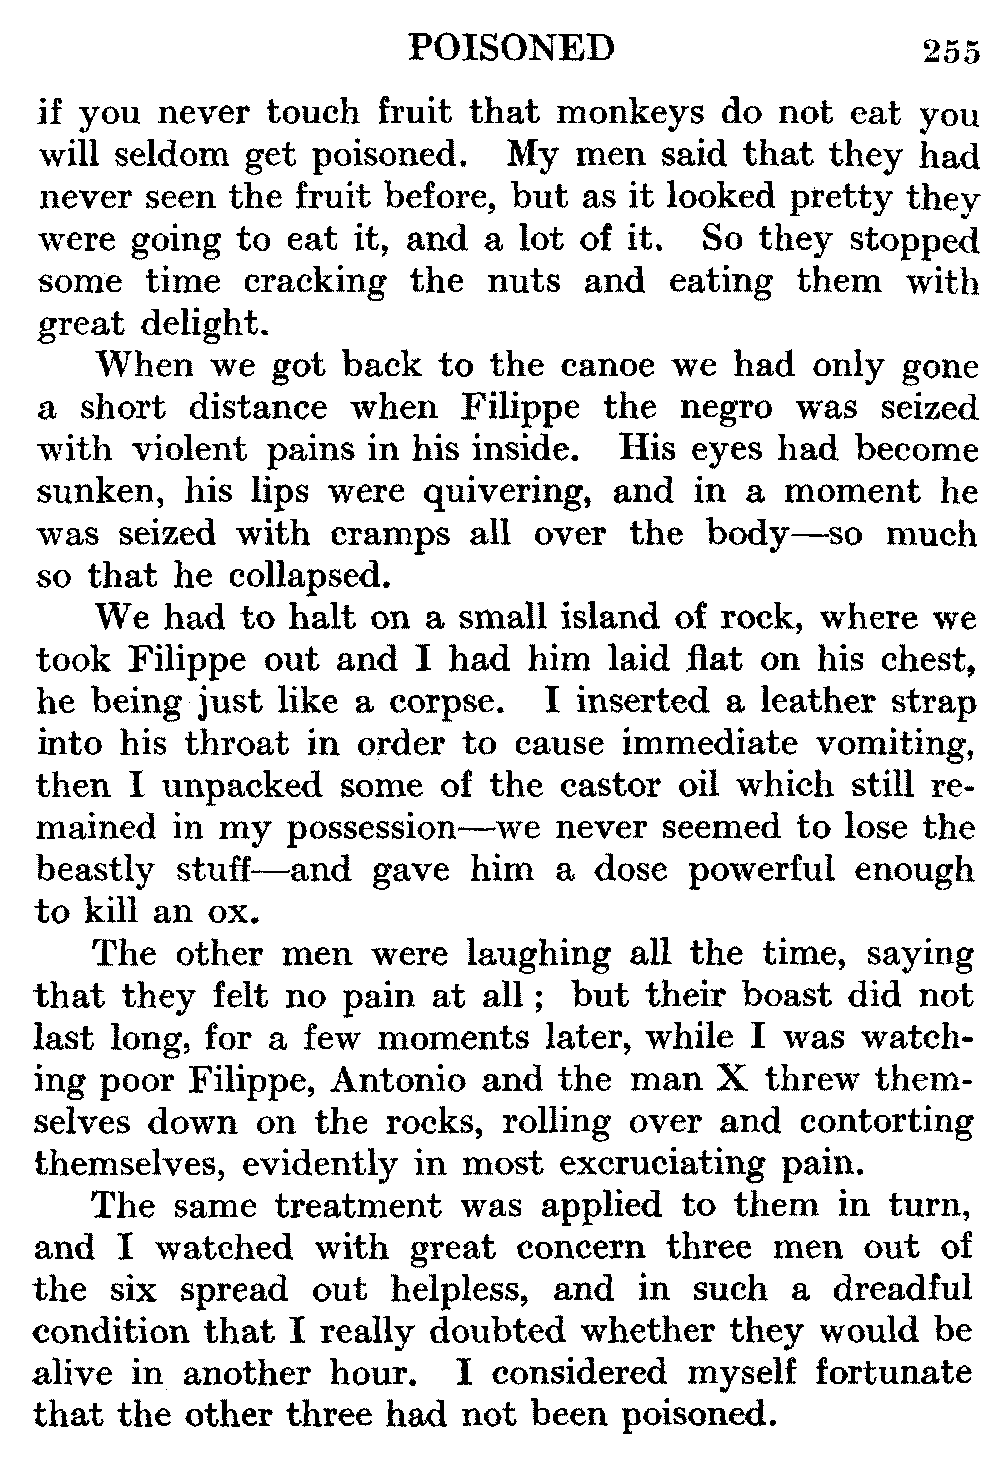 POISONED 255
if you never touch fruit that monkeys do not eat you
will seldom get poisoned. My men said that they had
never seen the fruit before, but as it looked pretty they
were going to eat it, and a lot of it. So they stopped
some time cracking the nuts and eating them with
great delight.
When we got back to the canoe we had only gone
a short distance when Filippe the negro was seized
with violent pains in his inside. His eyes had become
sunken, his lips were quivering, and in a moment he
was seized with cramps all over the body—so much
so that he collapsed.
We had to halt on a small island of rock, where we
took Filippe out and I had him laid flat on his chest,
he being just like a corpse. I inserted a leather strap
into his throat in order to cause immediate vomiting,
then I unpacked some of the castor oil which still re-
mained in my possession—we never seemed to lose the
beastly stuff—and gave him a dose powerful enough
to kill an ox.
The other men were laughing all the time, saying
that they felt no pain at all ; but their boast did not
last long, for a few moments later, while I was watch-
ing poor Filippe, Antonio and the man X threw them-
selves down on the rocks, rolling over and contorting
themselves, evidently in most excruciating pain.
The same treatment was applied to them in turn,
and I watched with great concern three men out of
the six spread out helpless, and in such a dreadful
condition that I really doubted whether they would be
alive in another hour. I considered myself fortunate
that the other three had not been poisoned.